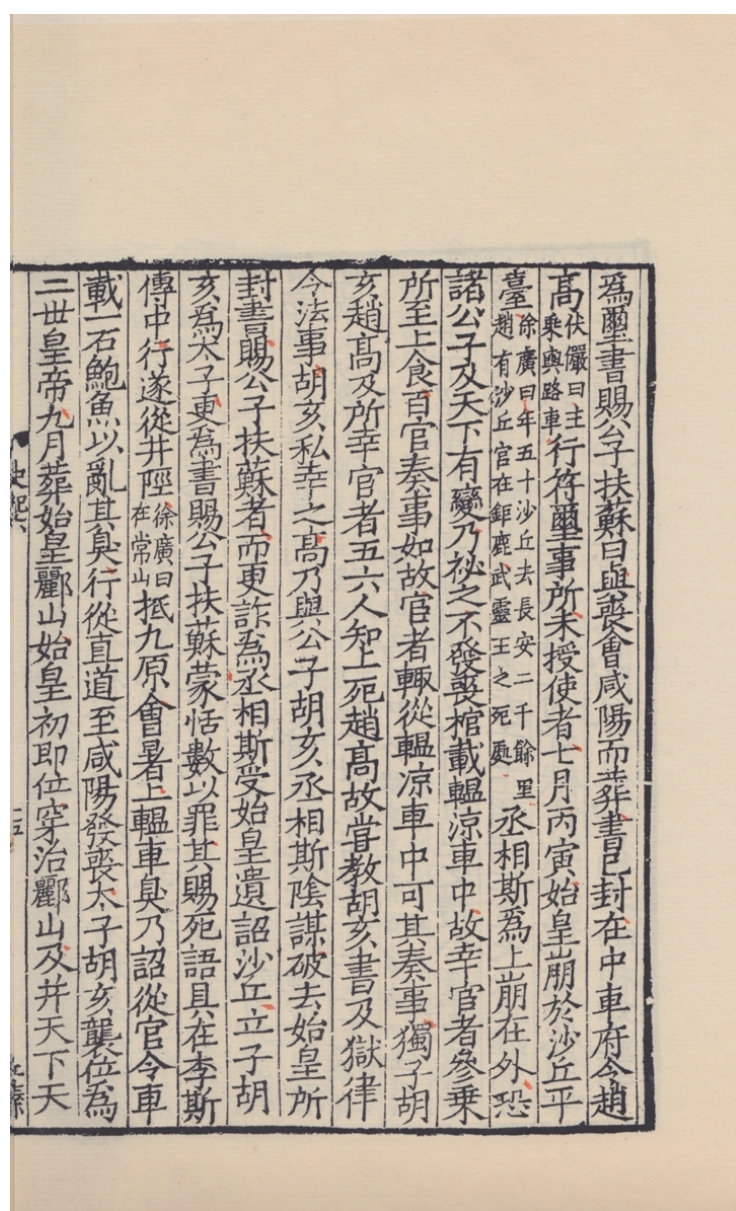 為璽書賜公子扶蘇曰與喪會咸陽而葬書已封在中車府令趙
高伏儼曰主乘輿路車行符璽事所未授使者七月丙寅始皇崩於沙丘平
臺徐廣曰年五十沙丘去長安二千餘里趙有沙丘宮在鉅鹿武靈王之死處丞相斯為上崩在外恐
諸公子及天下有變乃祕之不發喪棺載轀涼車中故幸官者參乗
所至上食百官奏事如故官者輒從轀涼車中可其奏事獨子胡
亥趙高及所幸官者五六人知上死趙高故嘗教胡亥書及獄律
令法事胡亥私幸之高乃與公子胡亥丞相斯陰謀破去始皇所
封書賜公子扶蘇者而更詐為丞相斯受始皇遺詔沙丘立子胡
亥為太子更為書賜公子扶蘇蒙恬數以罪其賜死語具在李斯
傳中行遂從井陘徐廣曰在常山抵九原會暑上轀車臭乃詔從官令車
載一石鮑魚以亂其臭行從直道至咸陽發喪太子胡亥襲位為
二世皇帝九月葬始皇酈山始皇初即位穿治酈山及并天下天